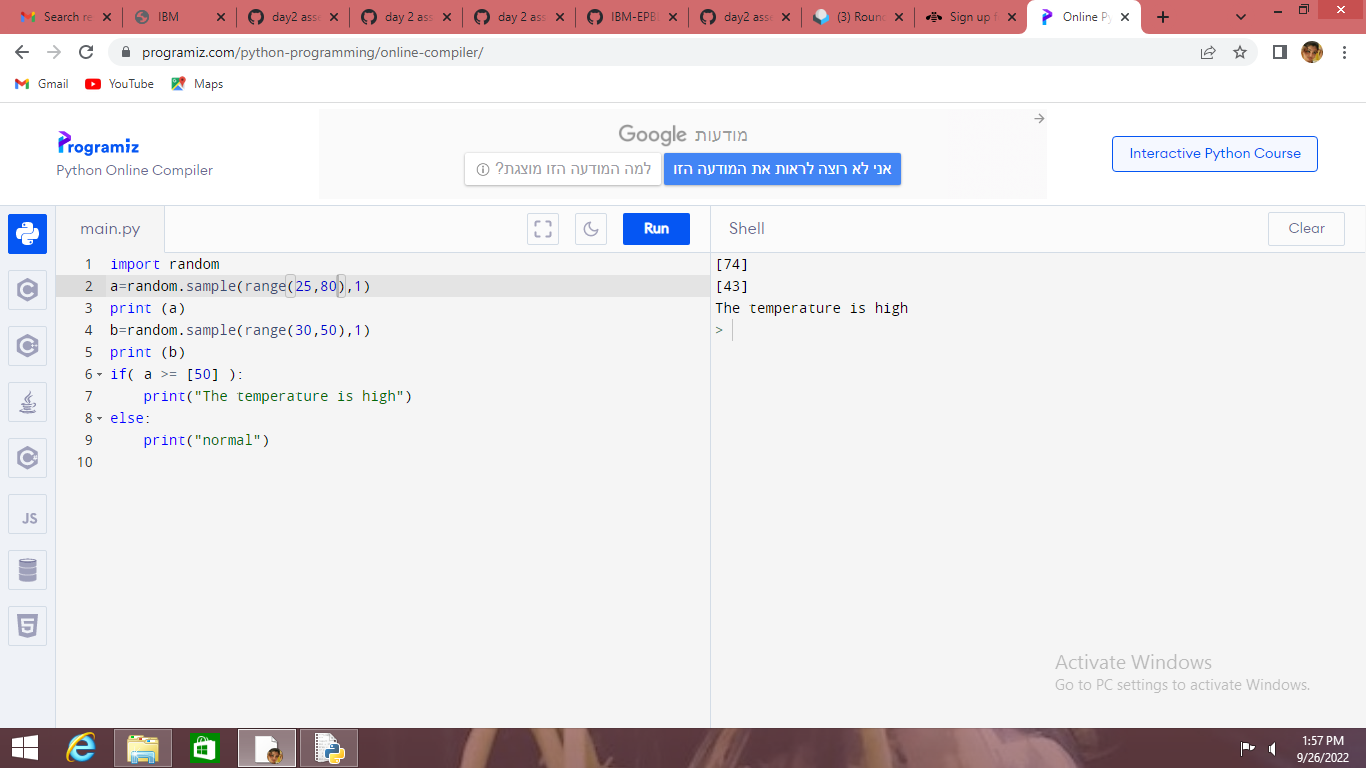 Search re
IBM
day2 asse
day 2 ass
day 2 ass
IBM-EPB
day2 asse
(3) Roun
Sign up f
Online Py
programiz.com/python-programming/online-compiler/
Gmail
YouTube
Maps
Programiz
Python Online Compiler
מודעות Google
אני לא רוצה לראות את המודעה הזו
למה המודעה הזו מוצגת?
Interactive Python Course
main.py
Run
Shell
Clear
1 import random
2 a=random.sample(range(25,80),1)
3 print (a)
4 b=random.sample(range(30,50),1)
5 print (b)
6 if( a >= [50] ):
7 print("The temperature is high")
8 else:
9 print("normal")
10
[74]
[43]
The temperature is high
>
JS
Activate Windows
Go to PC settings to activate Windows.
1:57 PM
9/26/2022